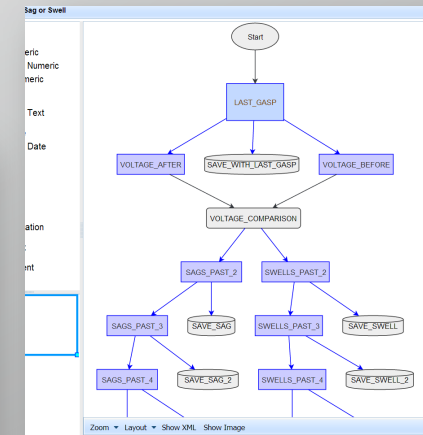 Sag or Swell
eric
Numeric
meric
Text
Date
ation
ent
Start
LAST_GASP
VOLTAGE_AFTER
SAVE_WITH_LAST_GASP
VOLTAGE_BEFORE
VOLTAGE_COMPARISON
SAGS_PAST_2
SWELLS_PAST_2
SAGS_PAST_3
SAVE_SAG
SWELLS_PAST_3
SAVE_SWELL
SAGS_PAST_4
SAVE_SAG_2
SWELLS_PAST_4
SAVE_SWELL_2
Zoom Layout Show XML Show Image